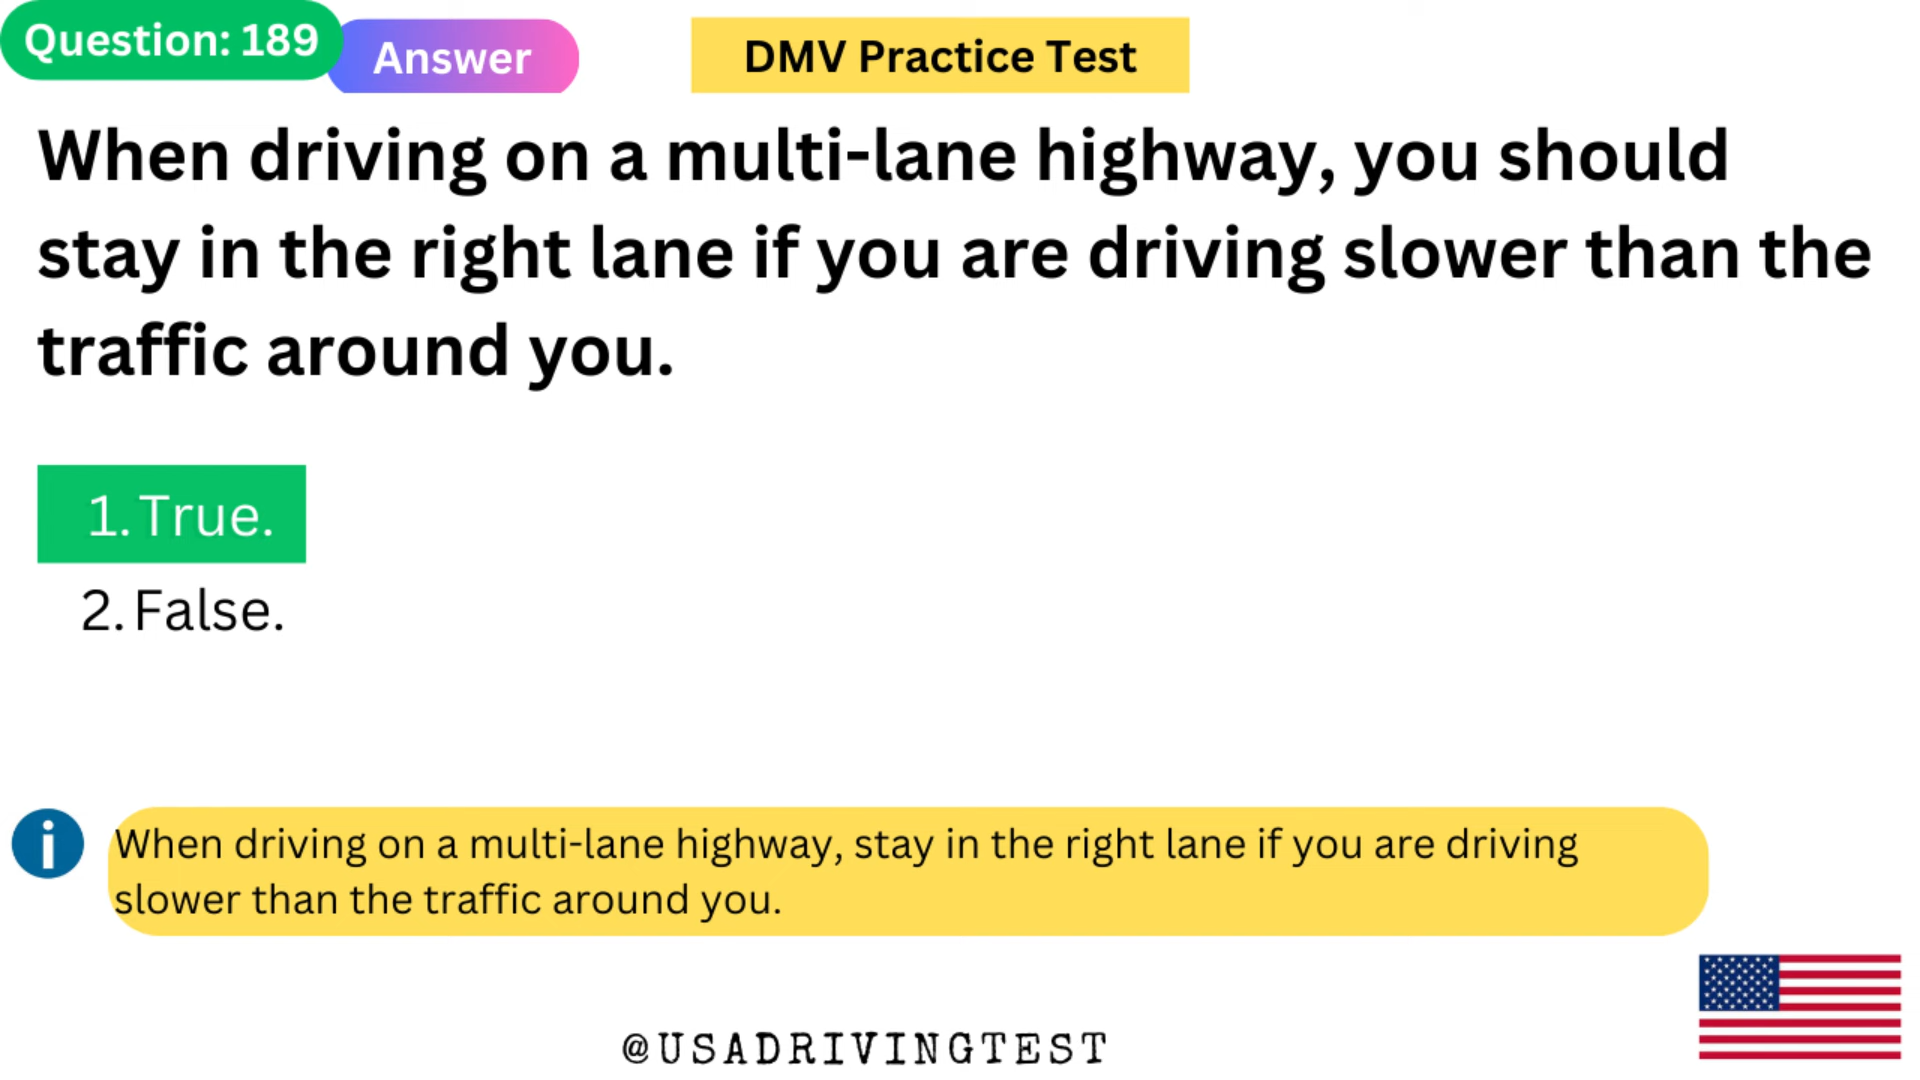 Question: 189
Answer
DMV Practice Test
When driving on a multi-lane highway, you should
stay in the right lane if you are driving slower than the
traffic around you.
1. True.
2. False.
i
When driving on a multi-lane highway, stay in the right lane if you are driving
slower than the traffic around you.
@USADRIVINGTEST